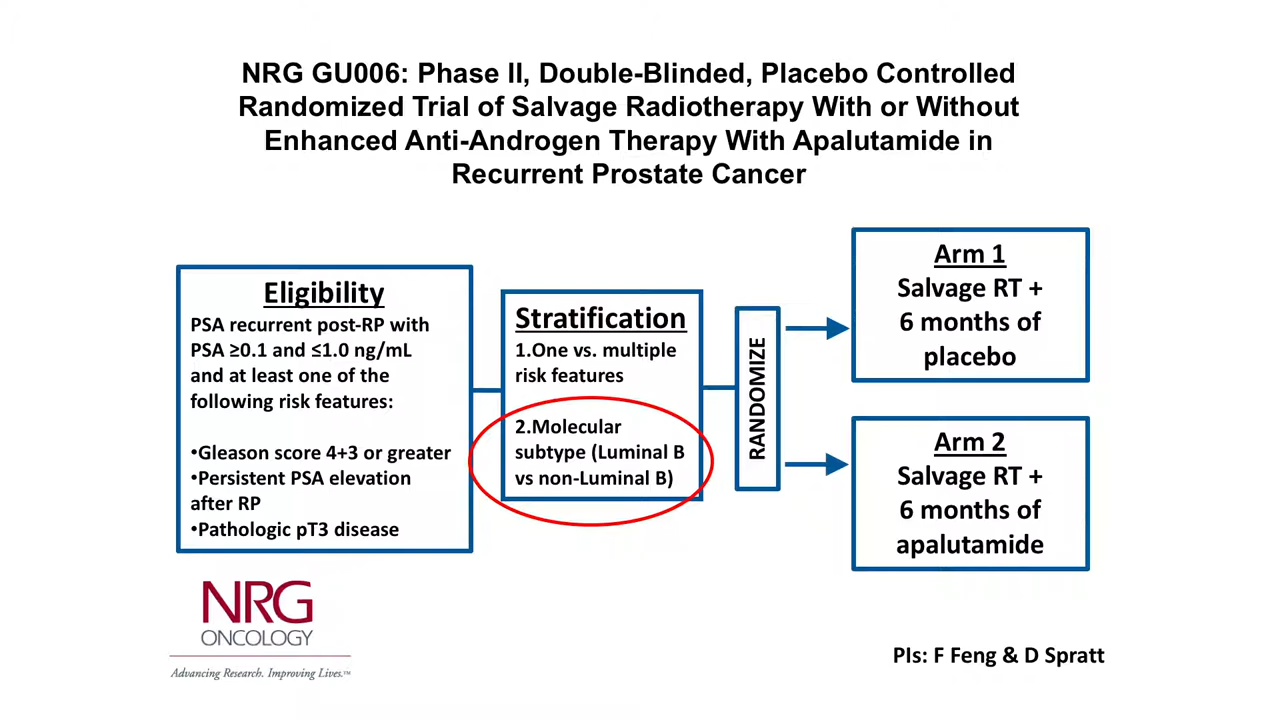 NRG GU006: Phase II, Double-Blinded, Placebo Controlled
Randomized Trial of Salvage Radiotherapy With or Without
Enhanced Anti-Androgen Therapy With Apalutamide in
Recurrent Prostate Cancer
Eligibility
PSA recurrent post-RP with
PSA ≥0.1 and ≤1.0 ng/mL
and at least one of the
following risk features:
•Gleason score 4+3 or greater
•Persistent PSA elevation
after RP
•Pathologic pT3 disease
Stratification
1.One vs. multiple
risk features
2.Molecular
subtype (Luminal B
vs non-Luminal B)
RANDOMIZE
Arm 1
Salvage RT +
6 months of
placebo
Arm 2
Salvage RT +
6 months of
apalutamide
NRG
ONCOLOGY
Advancing Research. Improving Lives.™
PIs: F Feng & D Spratt